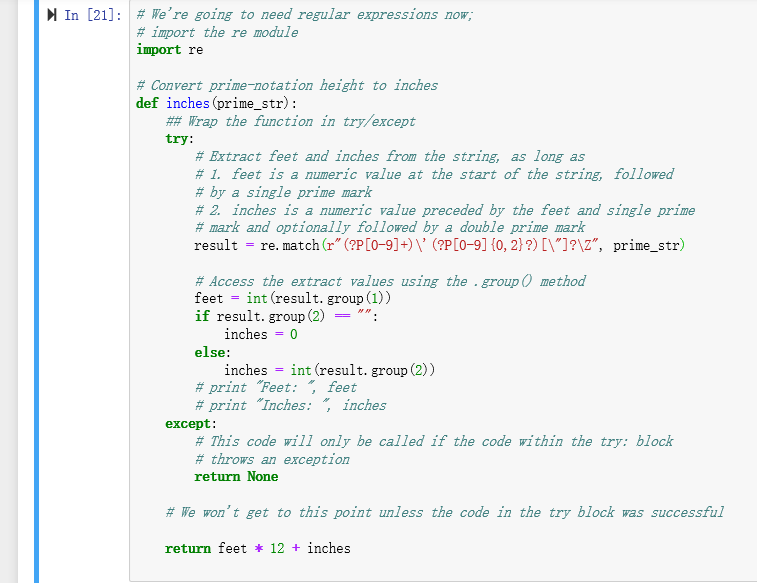 In [21]:
# We're going to need regular expressions now;
# import the re module
import re
# Convert prime-notation height to inches
def inches(prime_str):
## Wrap the function in try/except
try:
# Extract feet and inches from the string, as long as
# 1. feet is a numeric value at the start of the string, followed
# by a single prime mark
# 2. inches is a numeric value preceded by the feet and single prime
# mark and optionally followed by a double prime mark
result = re.match(r"(?P[0-9]+)\'(?P[0-9]{0,2}?)[\"]?\Z", prime_str)
# Access the extract values using the .group() method
feet = int(result.group(1))
if result.group(2) == "":
inches = 0
else:
inches = int(result.group(2))
# print "Feet: ", feet
# print "Inches: ", inches
except:
# This code will only be called if the code within the try: block
# throws an exception
return None
# We won't get to this point unless the code in the try block was successful
return feet * 12 + inches